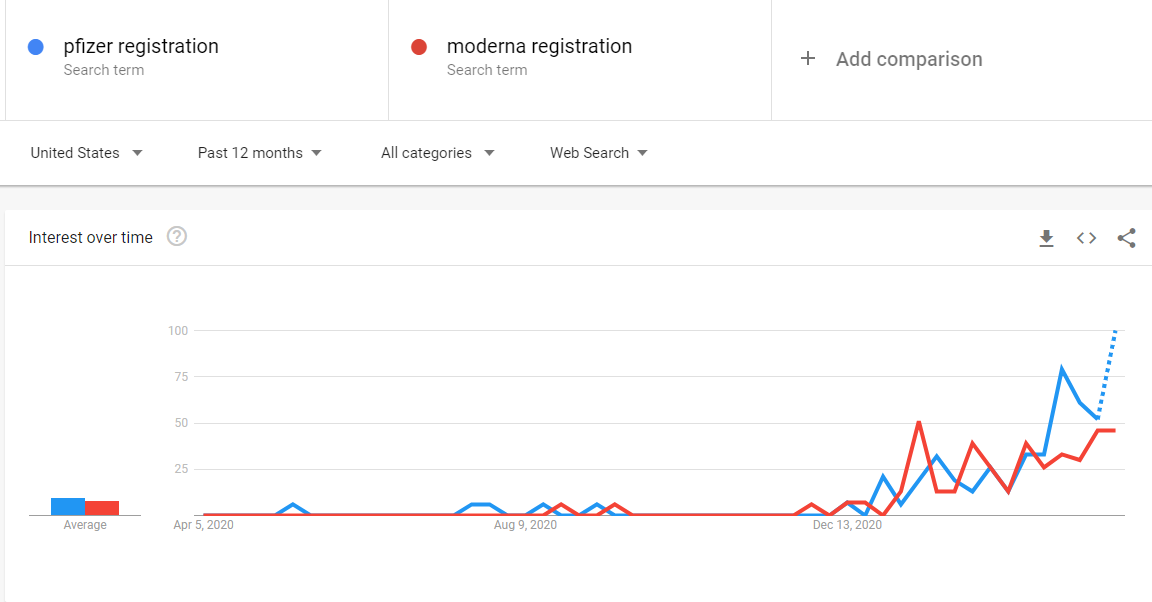 pfizer registration
Search term
moderna registration
Search term
+ Add comparison
United States
Past 12 months
All categories
Web Search
Interest over time
?
100
75
50
25
Average
Apr 5, 2020
Aug 9, 2020
Dec 13, 2020